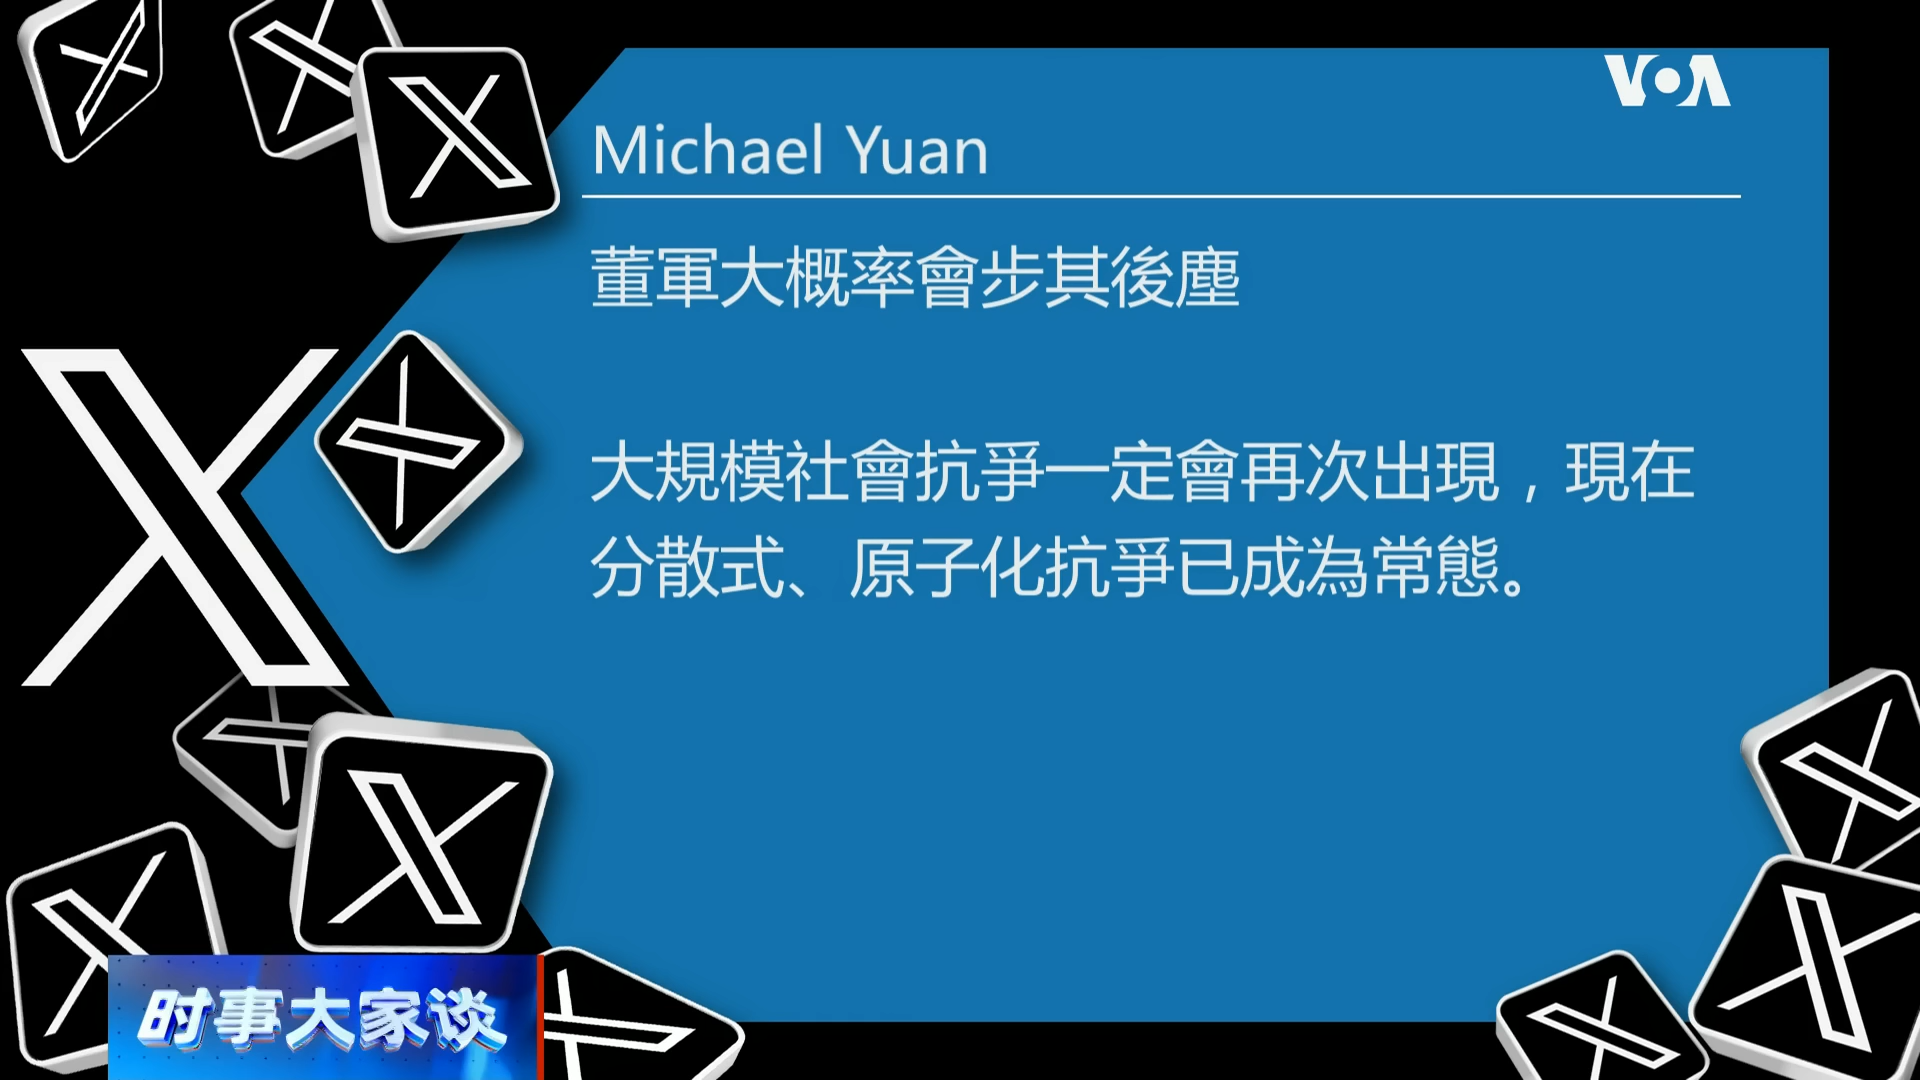 VOA
Michael Yuan
董軍大概率會步其後塵
大規模社會抗爭一定會再次出現，現在
分散式、原子化抗爭已成為常態。
时事大家谈